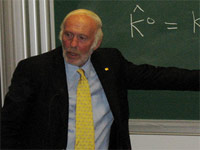 K̂⁰ = K